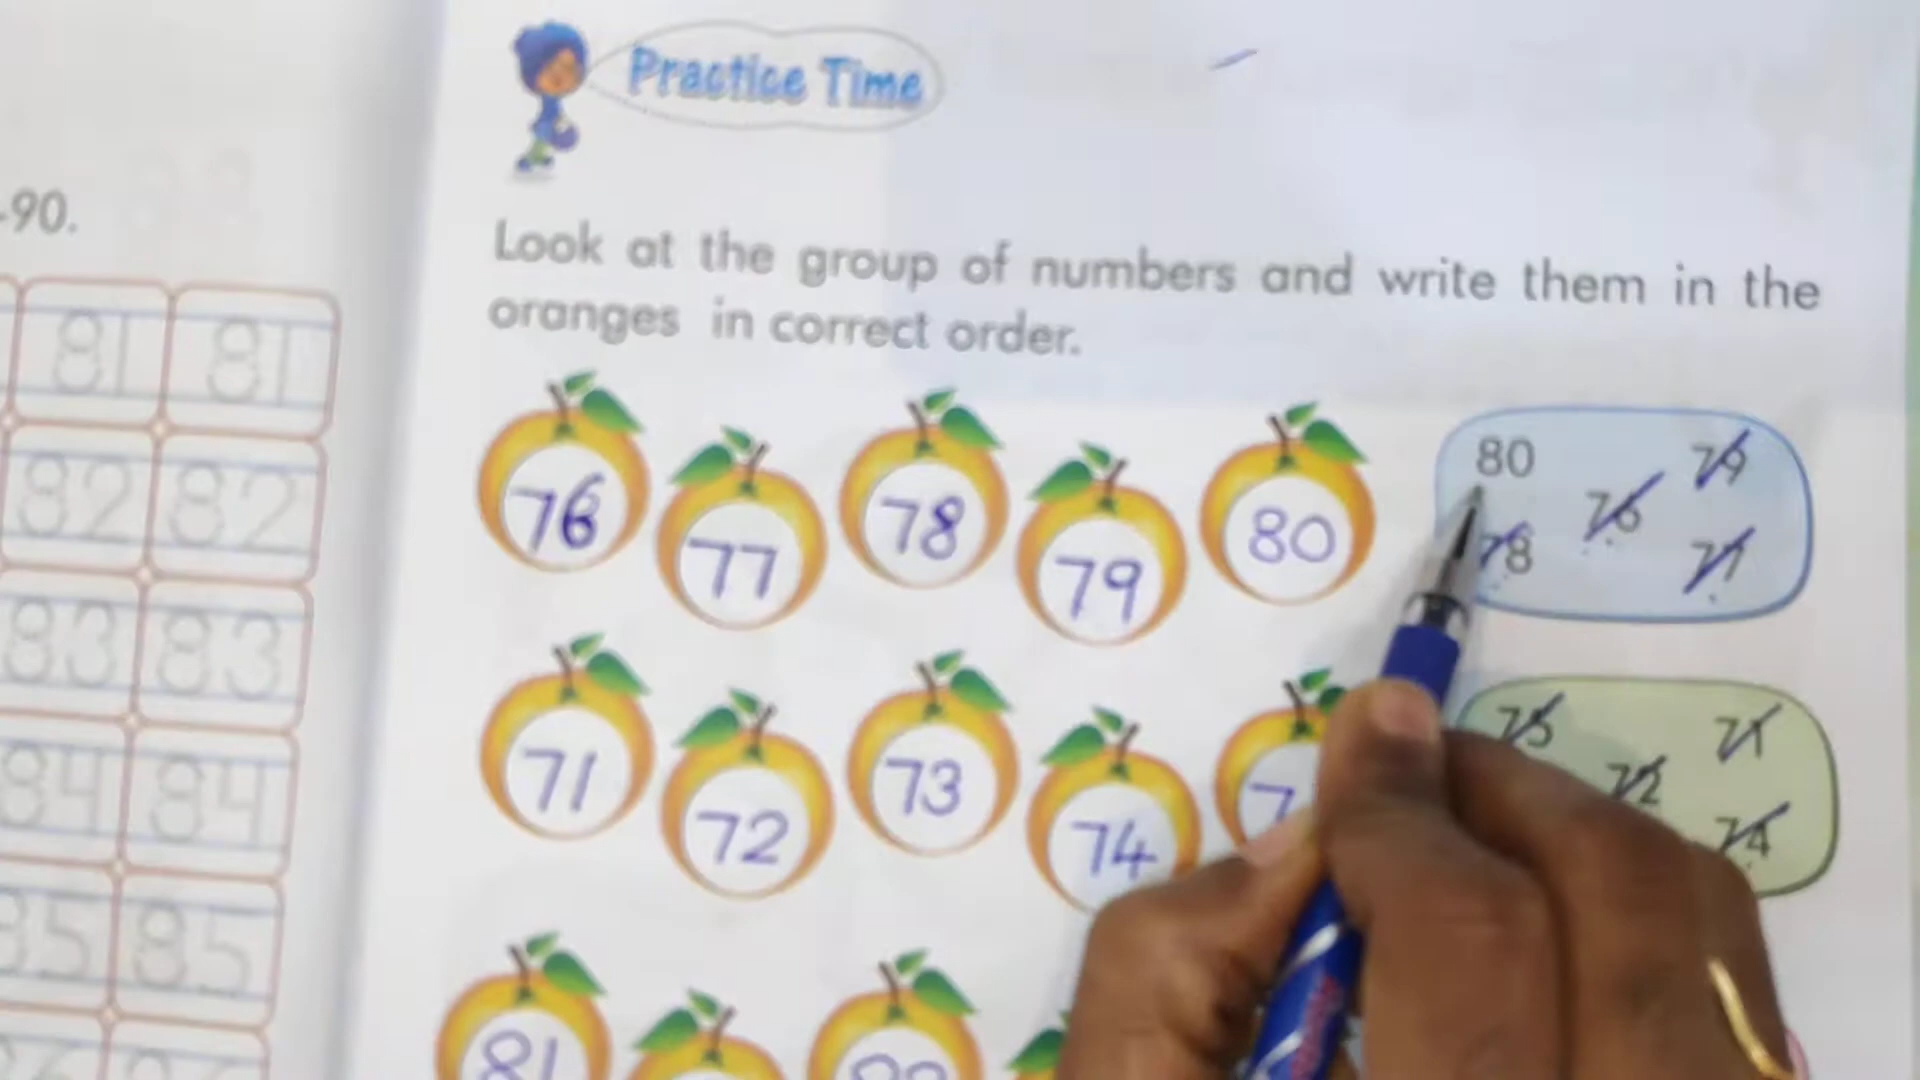 Practice Time
-90.
Look at the group of numbers and write them in the
oranges in correct order.
81 81
82 82
83 83
84 84
85 85
76 77 78 79 80
80 79
76
78 77
71 72 73 74
75 71
72
74
81